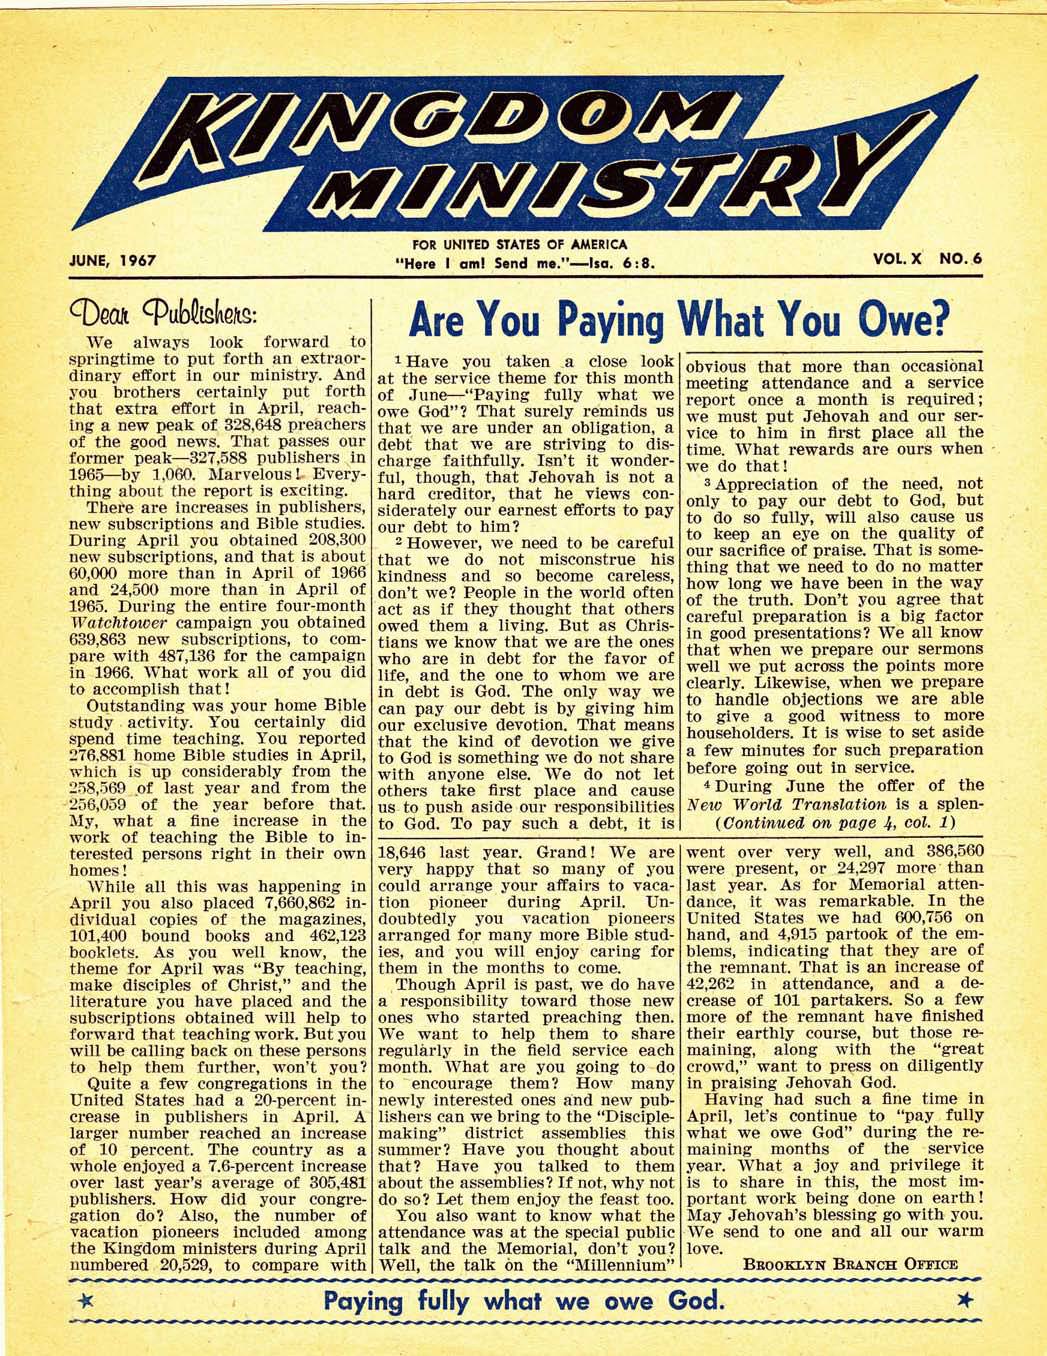 KINGDOM
MINISTRY
FOR UNITED STATES OF AMERICA
JUNE, 1967
"Here I am! Send me."—Isa. 6:8.
VOL. X NO. 6
Dear Publishers:
We always look forward to
springtime to put forth an extraor-
dinary effort in our ministry. And
you brothers certainly put forth
that extra effort in April, reach-
ing a new peak of 328,648 preachers
of the good news. That passes our
former peak—327,588 publishers in
1965—by 1,060. Marvelous! Every-
thing about the report is exciting.
There are increases in publishers,
new subscriptions and Bible studies.
During April you obtained 208,300
new subscriptions, and that is about
60,000 more than in April of 1966
and 24,500 more than in April of
1965. During the entire four-month
Watchtower campaign you obtained
639,863 new subscriptions, to com-
pare with 487,136 for the campaign
in 1966. What work all of you did
to accomplish that!
Outstanding was your home Bible
study activity. You certainly did
spend time teaching. You reported
276,881 home Bible studies in April,
which is up considerably from the
258,569 of last year and from the
256,059 of the year before that.
My, what a fine increase in the
work of teaching the Bible to in-
terested persons right in their own
homes!
While all this was happening in
April you also placed 7,660,862 in-
dividual copies of the magazines,
101,400 bound books and 462,123
booklets. As you well know, the
theme for April was "By teaching,
make disciples of Christ," and the
literature you have placed and the
subscriptions obtained will help to
forward that teaching work. But you
will be calling back on these persons
to help them further, won't you?
Quite a few congregations in the
United States had a 20-percent in-
crease in publishers in April. A
larger number reached an increase
of 10 percent. The country as a
whole enjoyed a 7.6-percent increase
over last year's average of 305,481
publishers. How did your congre-
gation do? Also, the number of
vacation pioneers included among
the Kingdom ministers during April
numbered 20,529, to compare with
18,646 last year. Grand! We are
very happy that so many of you
could arrange your affairs to vaca-
tion pioneer during April. Un-
doubtedly you vacation pioneers
arranged for many more Bible stud-
ies, and you will enjoy caring for
them in the months to come.
Though April is past, we do have
a responsibility toward those new
ones who started preaching then.
We want to help them to share
regularly in the field service each
month. What are you going to do
to encourage them? How many
newly interested ones and new pub-
lishers can we bring to the "Disciple-
making" district assemblies this
summer? Have you thought about
that? Have you talked to them
about the assemblies? If not, why not
do so? Let them enjoy the feast too.
You also want to know what the
attendance was at the special public
talk and the Memorial, don't you?
Well, the talk on the "Millennium"
went over very well, and 386,560
were present, or 24,297 more than
last year. As for Memorial atten-
dance, it was remarkable. In the
United States we had 600,756 on
hand, and 4,915 partook of the em-
blems, indicating that they are of
the remnant. That is an increase of
42,262 in attendance, and a de-
crease of 101 partakers. So a few
more of the remnant have finished
their earthly course, but those re-
maining, along with the "great
crowd," want to press on diligently
in praising Jehovah God.
Having had such a fine time in
April, let's continue to "pay fully
what we owe God" during the re-
maining months of the service
year. What a joy and privilege it
is to share in this, the most im-
portant work being done on earth!
May Jehovah's blessing go with you.
We send to one and all our warm
love.
BROOKLYN BRANCH OFFICE
Are You Paying What You Owe?
1 Have you taken a close look
at the service theme for this month
of June—"Paying fully what we
owe God"? That surely reminds us
that we are under an obligation, a
debt that we are striving to dis-
charge faithfully. Isn't it wonder-
ful, though, that Jehovah is not a
hard creditor, that he views con-
siderately our earnest efforts to pay
our debt to him?
2 However, we need to be careful
that we do not misconstrue his
kindness and so become careless,
don't we? People in the world often
act as if they thought that others
owed them a living. But as Chris-
tians we know that we are the ones
who are in debt for the favor of
life, and the one to whom we are
in debt is God. The only way we
can pay our debt is by giving him
our exclusive devotion. That means
that the kind of devotion we give
to God is something we do not share
with anyone else. We do not let
others take first place and cause
us to push aside our responsibilities
to God. To pay such a debt, it is
obvious that more than occasional
meeting attendance and a service
report once a month is required;
we must put Jehovah and our ser-
vice to him in first place all the
time. What rewards are ours when
we do that!
3 Appreciation of the need, not
only to pay our debt to God, but
to do so fully, will also cause us
to keep an eye on the quality of
our sacrifice of praise. That is some-
thing that we need to do no matter
how long we have been in the way
of the truth. Don't you agree that
careful preparation is a big factor
in good presentations? We all know
that when we prepare our sermons
well we put across the points more
clearly. Likewise, when we prepare
to handle objections we are able
to give a good witness to more
householders. It is wise to set aside
a few minutes for such preparation
before going out in service.
4 During June the offer of the
New World Translation is a splen-
(Continued on page 4, col. 1)
Paying fully what we owe God.